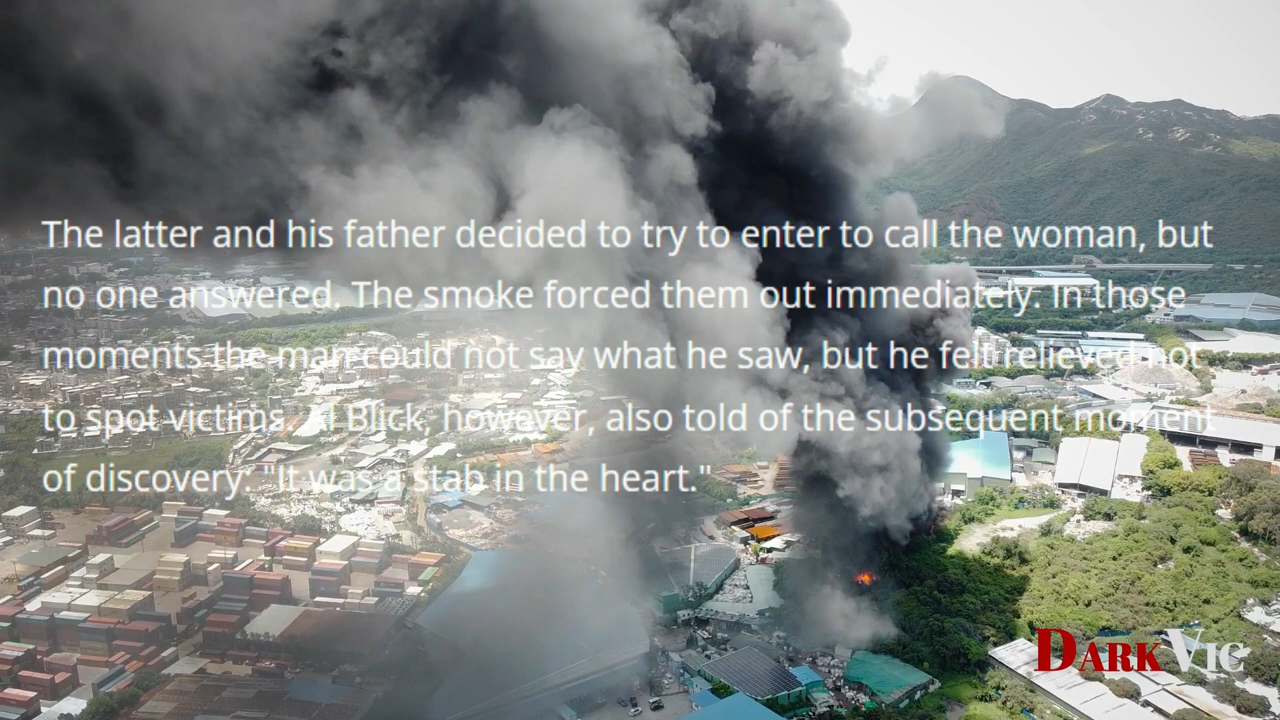 The latter and his father decided to try to enter to call the woman, but
no one answered. The smoke forced them out immediately. In those
moments the man could not say what he saw, but he felt relieved not
to spot victims. Al Blick, however, also told of the subsequent moment
of discovery: "It was a stab in the heart."
DARKVIC